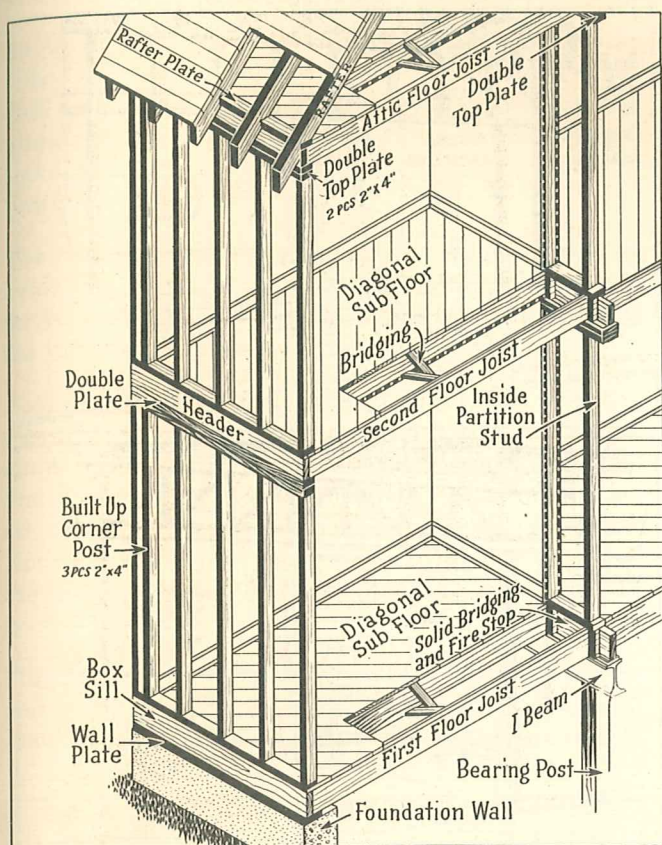 Rafter Plate
RAFTER
Attic Floor Joist
Double
Top Plate
Double
Top Plate
2 PCS 2"x4"
Diagonal
Sub Floor
Bridging
Second Floor Joist
Double
Plate
Header
Inside
Partition
Stud
Built Up
Corner
Post
3 PCS 2"x4"
Diagonal
Sub Floor
Solid Bridging
and Fire Stop
Box
Sill
First Floor Joist
I Beam
Wall
Plate
Bearing Post
Foundation Wall